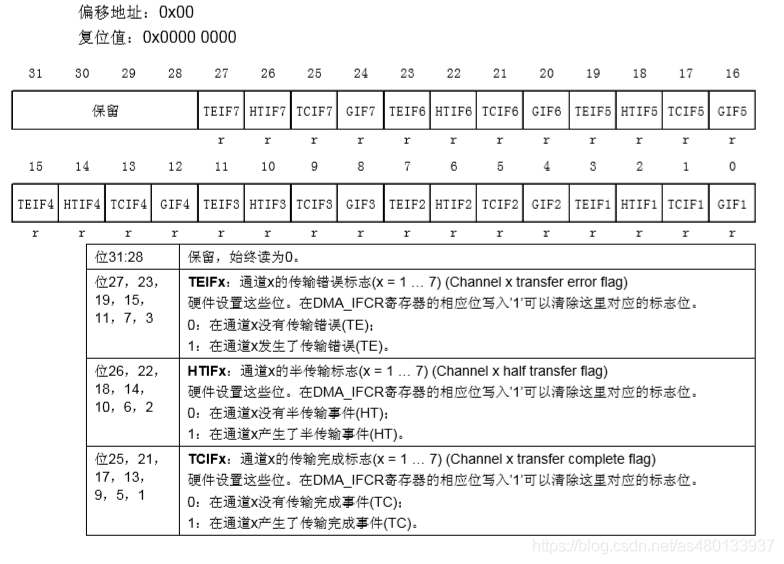 偏移地址：0x00
复位值：0x0000 0000
31 30 29 28 27 26 25 24 23 22 21 20 19 18 17 16
保留 TEIF7 HTIF7 TCIF7 GIF7 TEIF6 HTIF6 TCIF6 GIF6 TEIF5 HTIF5 TCIF5 GIF5
r r r r r r r r r r r r
15 14 13 12 11 10 9 8 7 6 5 4 3 2 1 0
TEIF4 HTIF4 TCIF4 GIF4 TEIF3 HTIF3 TCIF3 GIF3 TEIF2 HTIF2 TCIF2 GIF2 TEIF1 HTIF1 TCIF1 GIF1
r r r r r r r r r r r r r r r r
位31:28
保留，始终读为0。
位27，23，
19，15，
11，7，3
TEIFx：通道x的传输错误标志(x = 1 … 7) (Channel x transfer error flag)
硬件设置这些位。在DMA_IFCR寄存器的相应位写入’1’可以清除这里对应的标志位。
0：在通道x没有传输错误(TE)；
1：在通道x发生了传输错误(TE)。
位26，22，
18，14，
10，6，2
HTIFx：通道x的半传输标志(x = 1 … 7) (Channel x half transfer flag)
硬件设置这些位。在DMA_IFCR寄存器的相应位写入’1’可以清除这里对应的标志位。
0：在通道x没有半传输事件(HT)；
1：在通道x产生了半传输事件(HT)。
位25，21，
17，13，
9，5，1
TCIFx：通道x的传输完成标志(x = 1 … 7) (Channel x transfer complete flag)
硬件设置这些位。在DMA_IFCR寄存器的相应位写入’1’可以清除这里对应的标志位。
0：在通道x没有传输完成事件(TC)；
1：在通道x产生了传输完成事件(TC)。
https://blog.csdn.net/as480133937